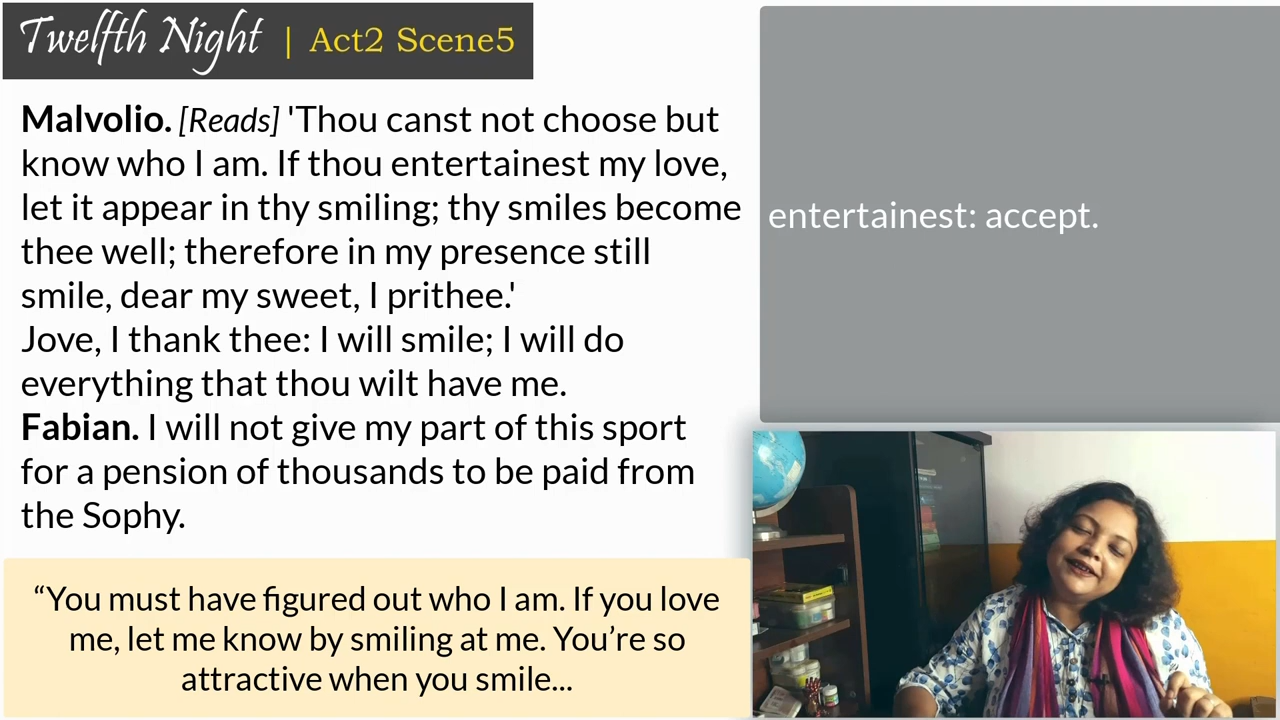 Twelfth Night | Act2 Scene5
Malvolio. [Reads] 'Thou canst not choose but
know who I am. If thou entertainest my love,
let it appear in thy smiling; thy smiles become
thee well; therefore in my presence still
smile, dear my sweet, I prithee.'
Jove, I thank thee: I will smile; I will do
everything that thou wilt have me.
Fabian. I will not give my part of this sport
for a pension of thousands to be paid from
the Sophy.
entertainest: accept.
“You must have figured out who I am. If you love
me, let me know by smiling at me. You’re so
attractive when you smile...